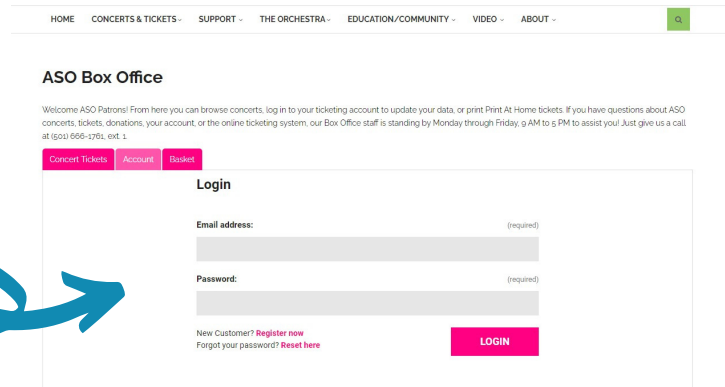 HOME CONCERTS & TICKETS SUPPORT THE ORCHESTRA EDUCATION/COMMUNITY VIDEO ABOUT
ASO Box Office
Welcome ASO Patrons! From here you can browse concerts, log in to your ticketing account to update your data, or print Print At Home tickets. If you have questions about ASO
concerts, tickets, donations, your account, or the online ticketing system, our Box Office staff is standing by Monday through Friday, 9 AM to 5 PM to assist you! Just give us a call
at (501) 666-1761, ext. 1.
Concert Tickets Account Basket
Login
Email address: (required)
Password: (required)
New Customer? Register now
Forgot your password? Reset here
LOGIN